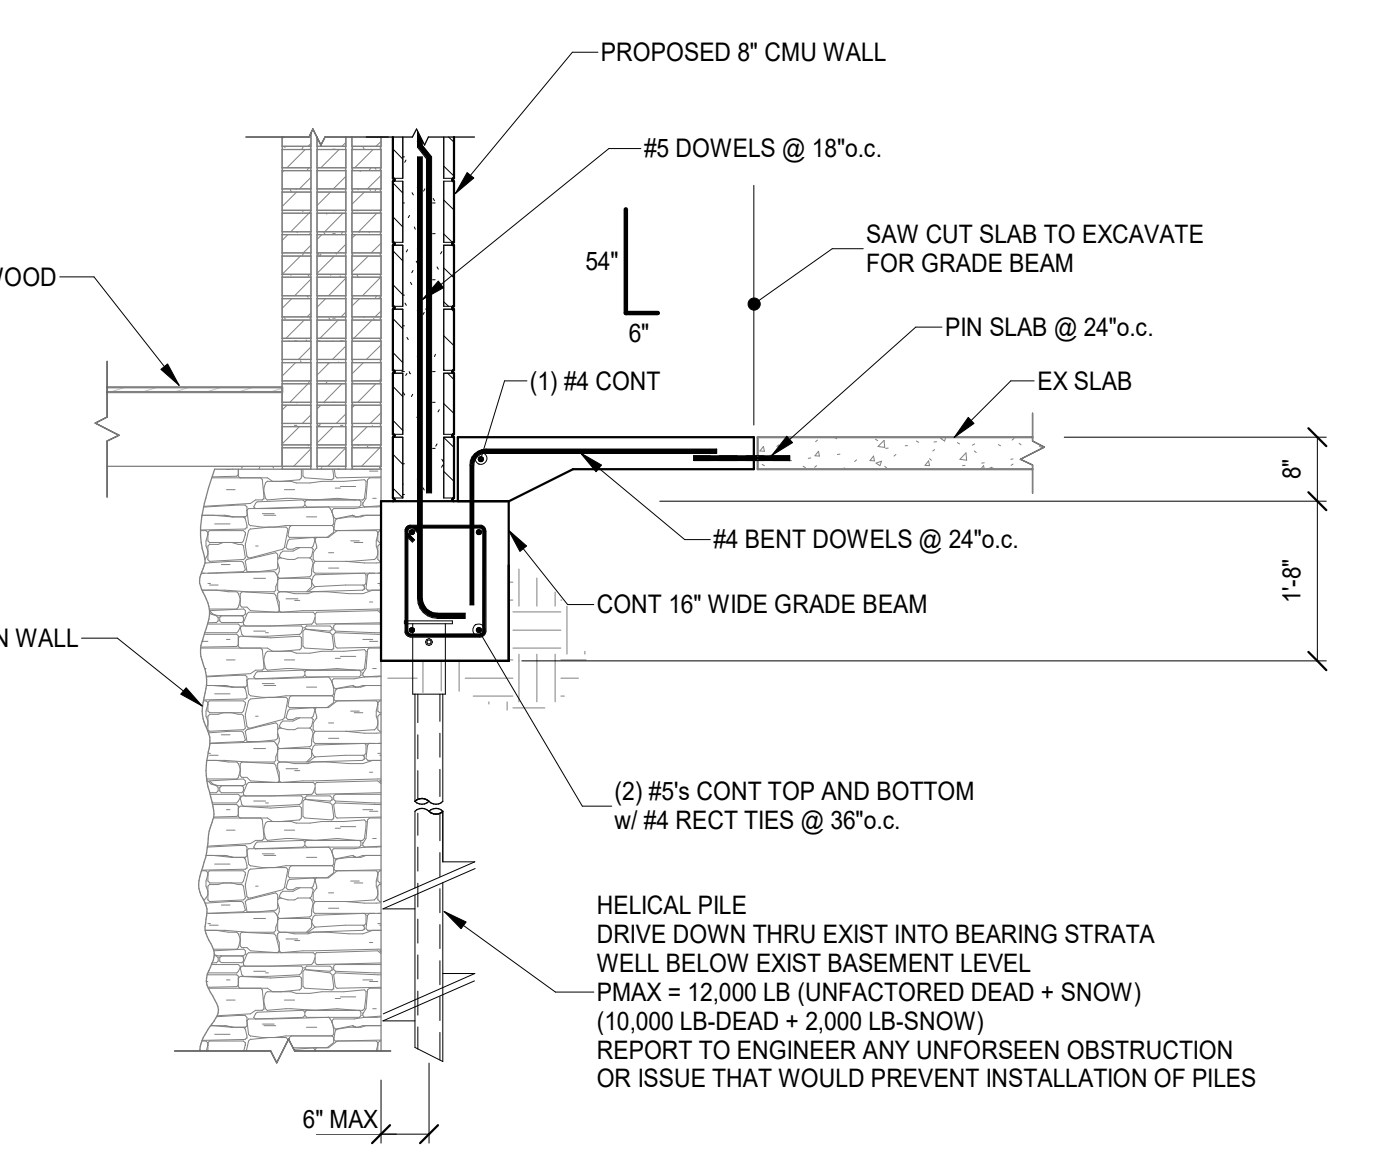 PROPOSED 8" CMU WALL
#5 DOWELS @ 18"o.c.
SAW CUT SLAB TO EXCAVATE
FOR GRADE BEAM
54"
6"
PIN SLAB @ 24"o.c.
(1) #4 CONT
EX SLAB
8"
#4 BENT DOWELS @ 24"o.c.
1'-8"
CONT 16" WIDE GRADE BEAM
WALL
(2) #5's CONT TOP AND BOTTOM
w/ #4 RECT TIES @ 36"o.c.
HELICAL PILE
DRIVE DOWN THRU EXIST INTO BEARING STRATA
WELL BELOW EXIST BASEMENT LEVEL
PMAX = 12,000 LB (UNFACTORED DEAD + SNOW)
(10,000 LB-DEAD + 2,000 LB-SNOW)
REPORT TO ENGINEER ANY UNFORSEEN OBSTRUCTION
OR ISSUE THAT WOULD PREVENT INSTALLATION OF PILES
6" MAX